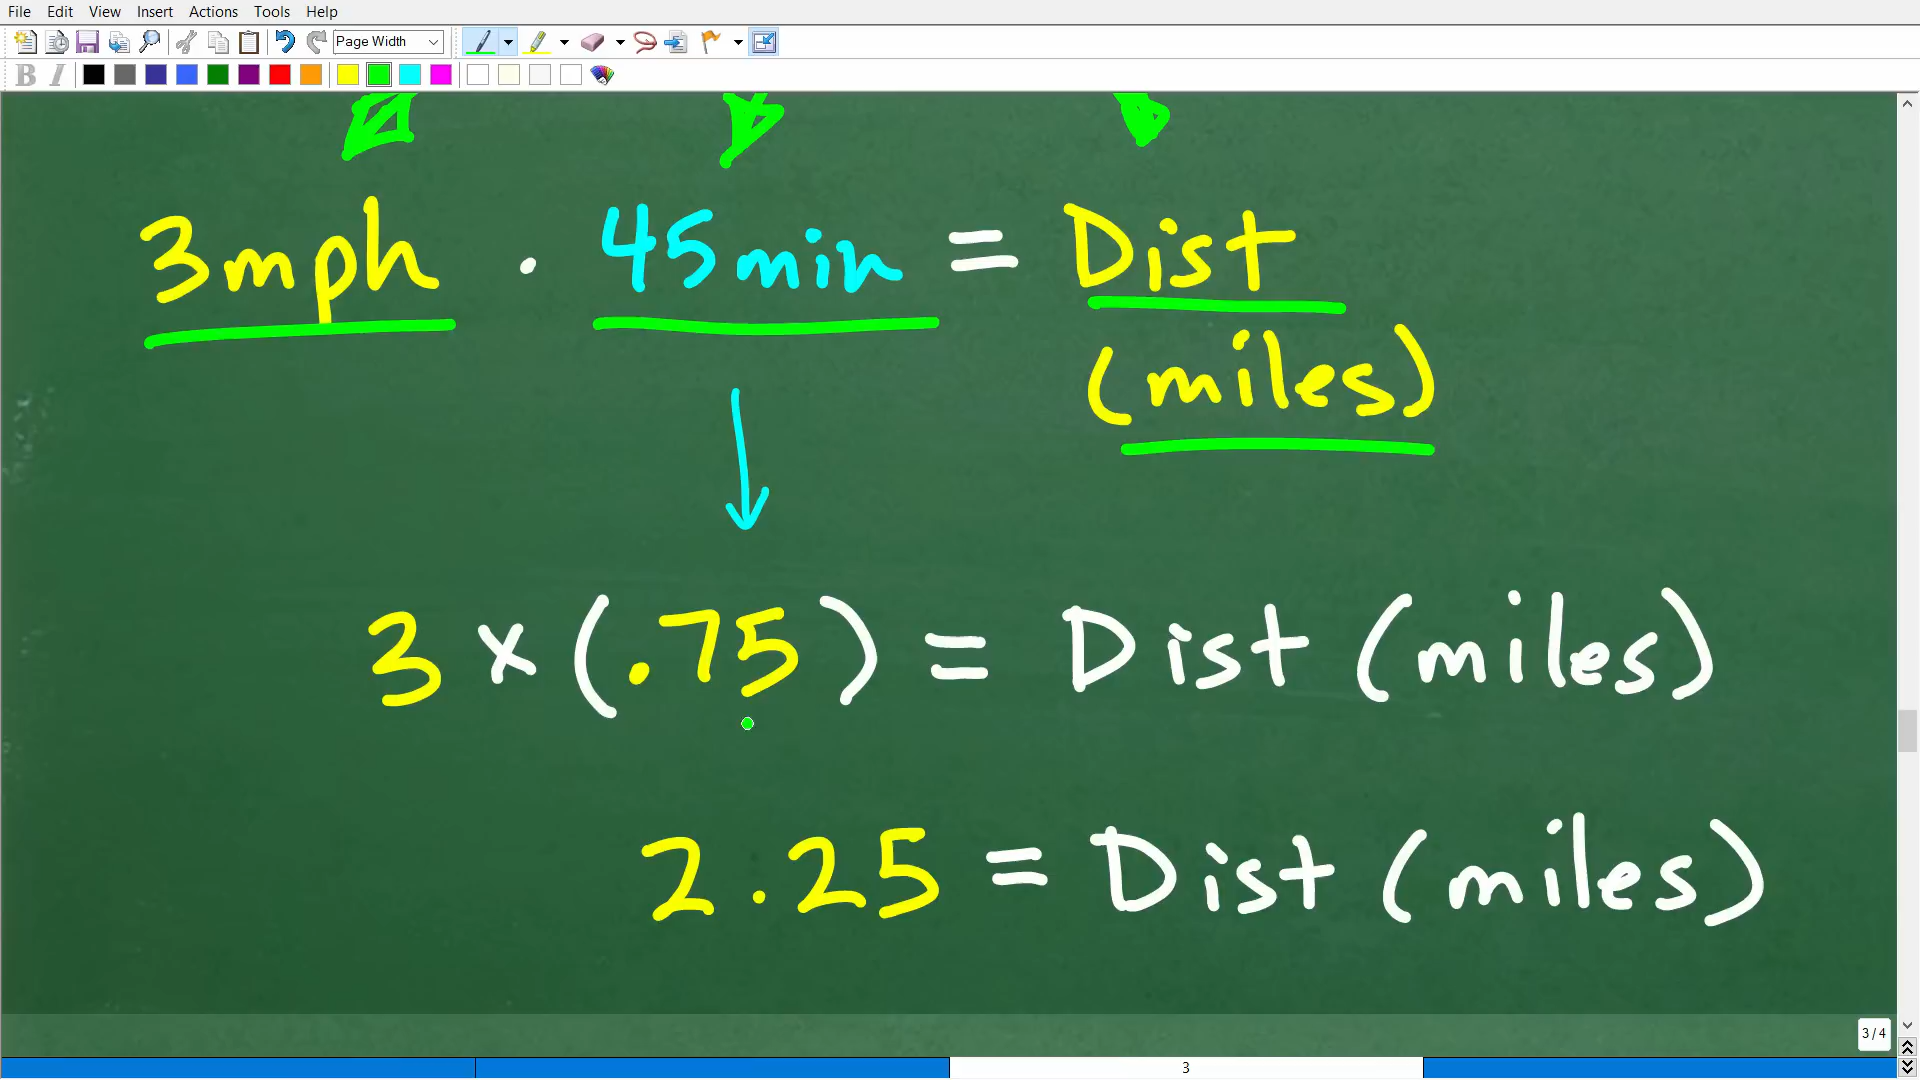 File Edit View Insert Actions Tools Help
Page Width
B I
3mph · 45min = Dist
(miles)
3 x (.75) = Dist (miles)
2.25 = Dist (miles)
3 / 4
3